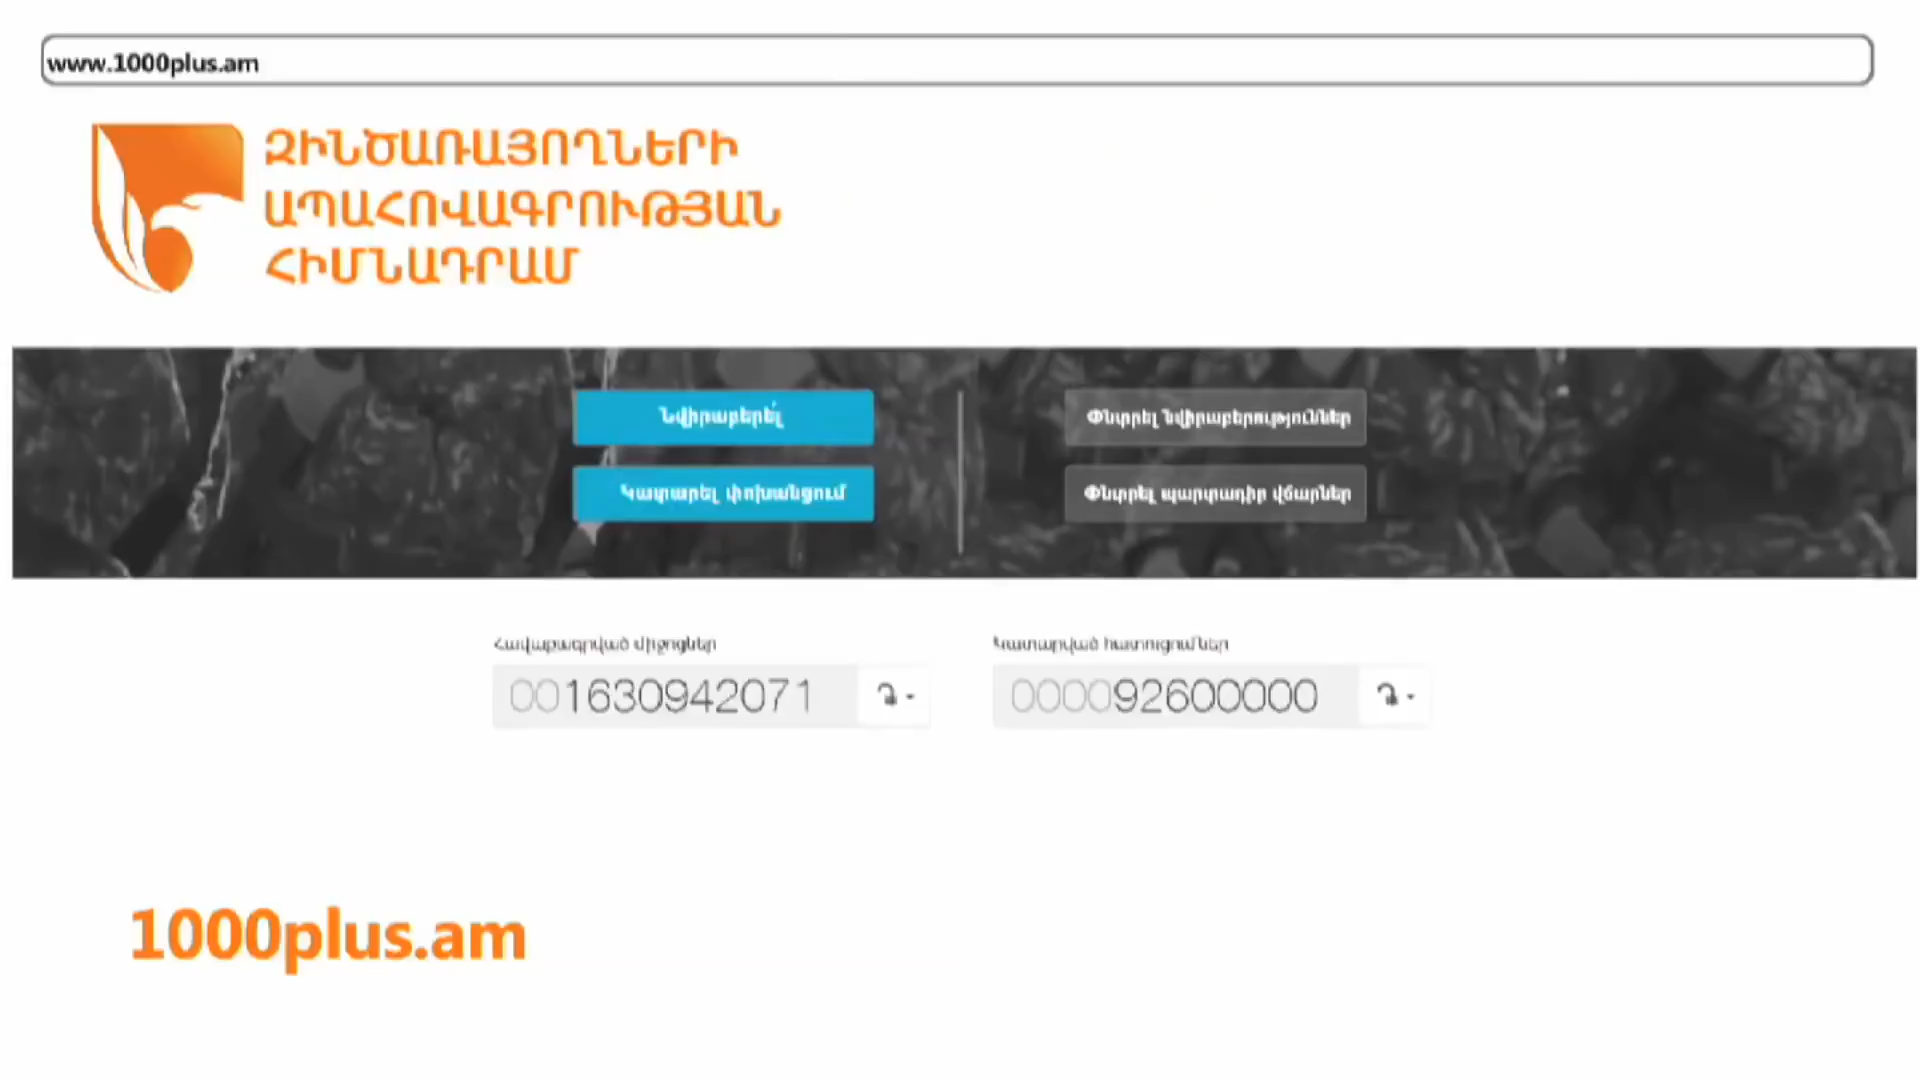 www.1000plus.am
ԶԻՆԾԱՌԱՅՈՂՆԵՐԻ
ԱՊԱՀՈՎԱԳՐՈՒԹՅԱՆ
ՀԻՄՆԱԴՐԱՄ
Նվիրաբերե՛լ
Փնտրել նվիրաբերություններ
Կատարել փոխանցում
Փնտրել պարտադիր վճարներ
Հավաքագրված միջոցներ
Կատարված հատուցումներ
001630942071
֏
000092600000
֏
1000plus.am